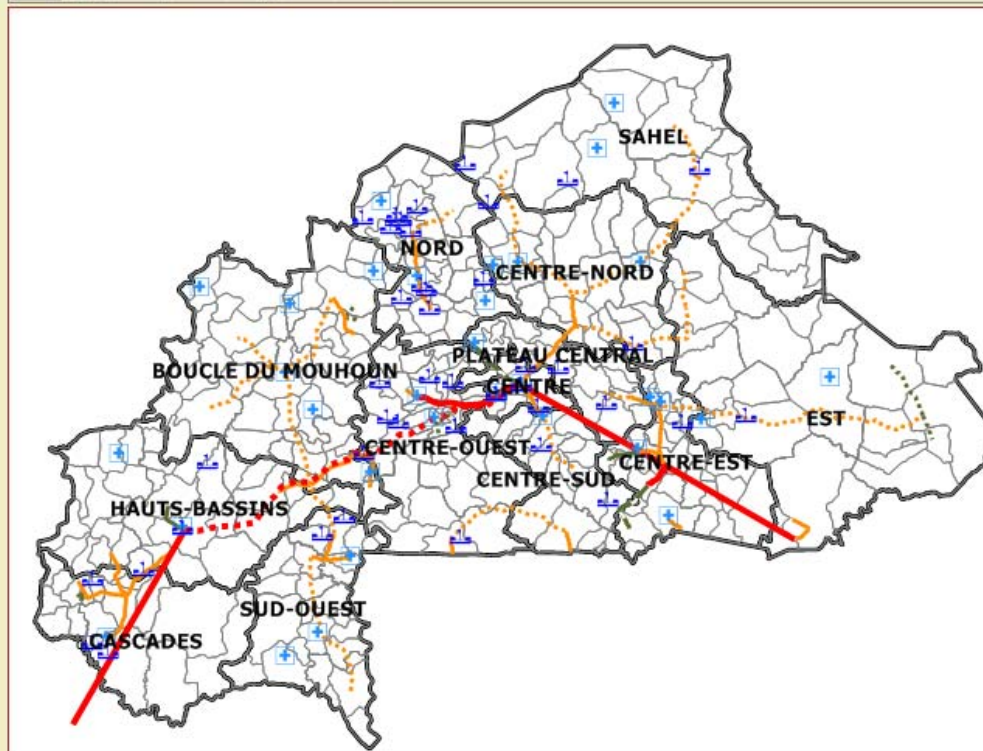 SAHEL
NORD
CENTRE-NORD
PLATEAU CENTRAL
BOUCLE DU MOUHOUN
CENTRE
EST
CENTRE-OUEST
CENTRE-EST
CENTRE-SUD
HAUTS-BASSINS
SUD-OUEST
CASCADES